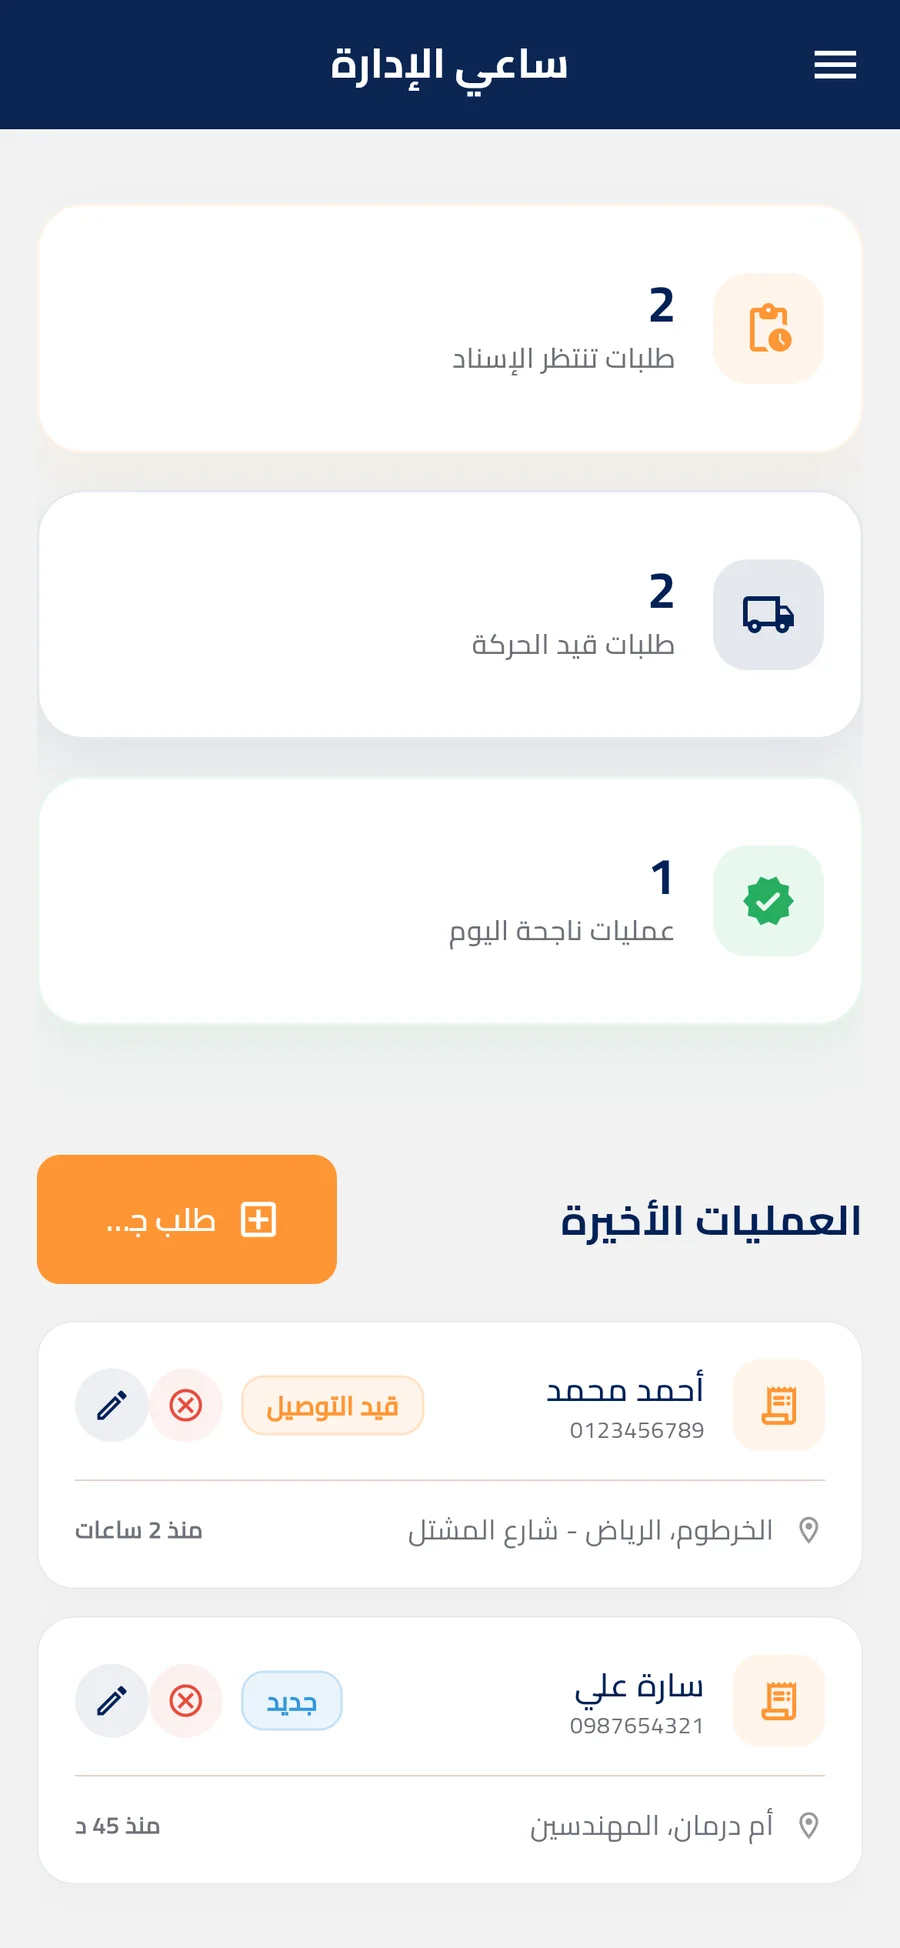 ساعي الإدارة
2
طلبات تنتظر الإسناد
2
طلبات قيد الحركة
1
عمليات ناجحة اليوم
العمليات الأخيرة
طلب جـ...
أحمد محمد
0123456789
قيد التوصيل
الخرطوم، الرياض - شارع المشتل
منذ 2 ساعات
سارة علي
0987654321
جديد
أم درمان، المهندسين
منذ 45 د